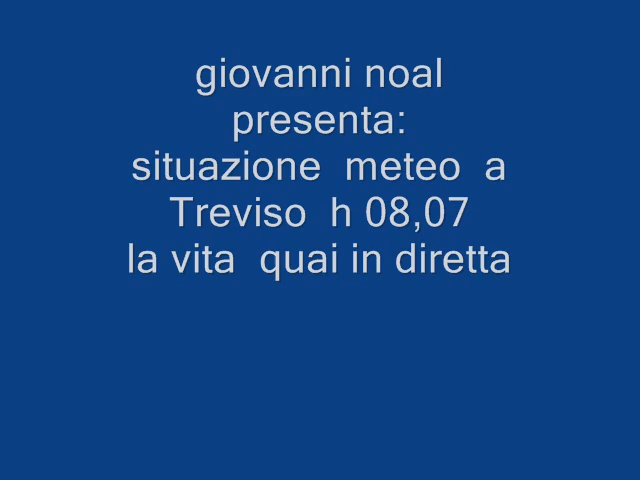 giovanni noal
presenta:
situazione meteo a
Treviso h 08,07
la vita quai in diretta